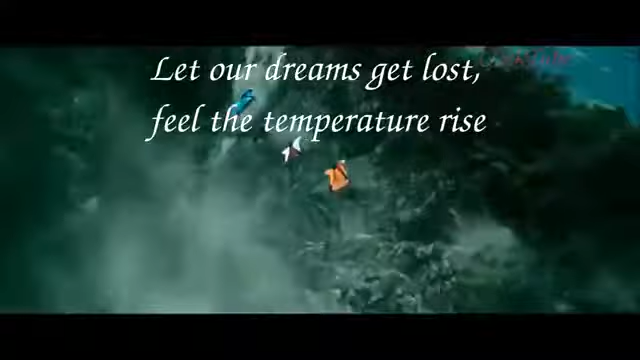 Let our dreams get lost,
feel the temperature rise